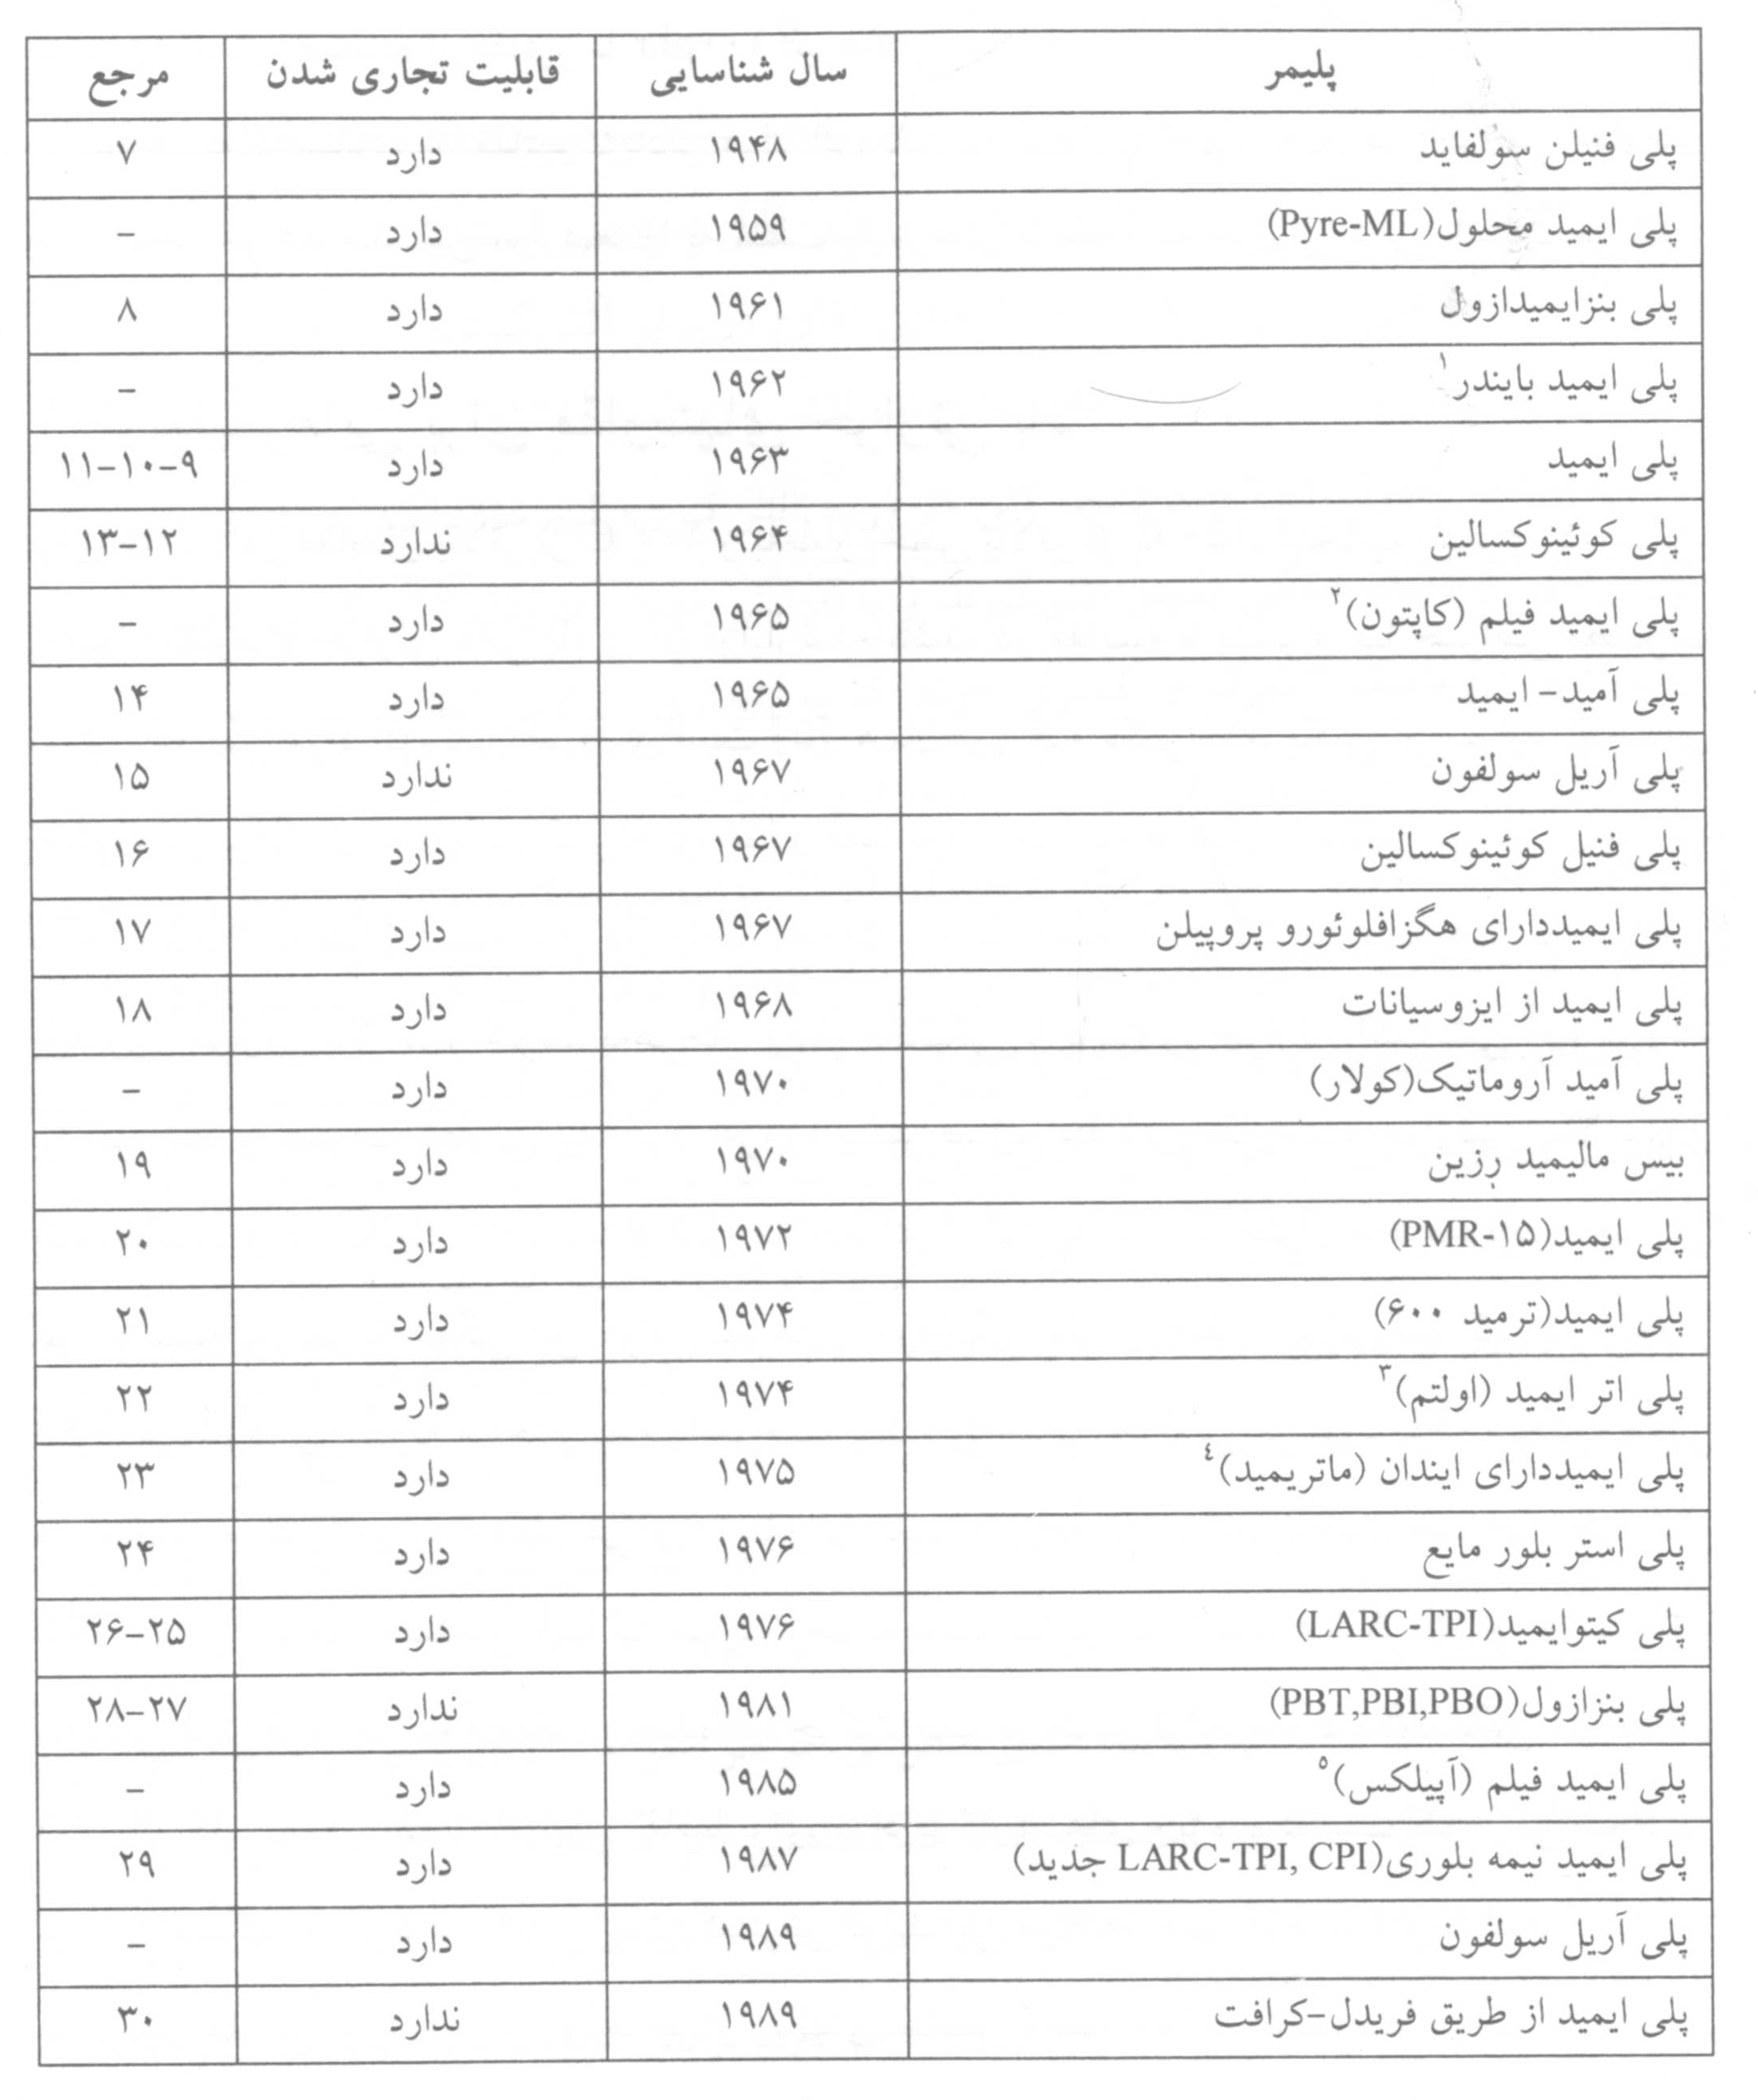 پلیمر سال شناسایی قابلیت تجاری شدن مرجع
پلی فنیلن سولفاید ۱۹۴۸ دارد ۷
پلی ایمید محلول(Pyre-ML) ۱۹۵۹ دارد –
پلی بنزایمیدازول ۱۹۶۱ دارد ۸
پلی ایمید بایندر۱ ۱۹۶۲ دارد –
پلی ایمید ۱۹۶۳ دارد ۹–۱۰–۱۱
پلی کوئینوکسالین ۱۹۶۴ ندارد ۱۲–۱۳
پلی ایمید فیلم (کاپتون)۲ ۱۹۶۵ دارد –
پلی آمید– ایمید ۱۹۶۵ دارد ۱۴
پلی آریل سولفون ۱۹۶۷ ندارد ۱۵
پلی فنیل کوئینوکسالین ۱۹۶۷ دارد ۱۶
پلی ایمیددارای هگزافلوئورو پروپیلن ۱۹۶۷ دارد ۱۷
پلی ایمید از ایزوسیانات ۱۹۶۸ دارد ۱۸
پلی آمید آروماتیک(کولار) ۱۹۷۰ دارد –
بیس مالیمید رزین ۱۹۷۰ دارد ۱۹
پلی ایمید(PMR-۱۵) ۱۹۷۲ دارد ۲۰
پلی ایمید(ترمید ۶۰۰) ۱۹۷۴ دارد ۲۱
پلی اتر ایمید (اولتم)۳ ۱۹۷۴ دارد ۲۲
پلی ایمیددارای ایندان (ماتریمید)٤ ۱۹۷۵ دارد ۲۳
پلی استر بلور مایع ۱۹۷۶ دارد ۲۴
پلی کیتوایمید(LARC-TPI) ۱۹۷۶ دارد ۲۵–۲۶
پلی بنزازول(PBT,PBI,PBO) ۱۹۸۱ ندارد ۲۷–۲۸
پلی ایمید فیلم (آپیلکس)۵ ۱۹۸۵ دارد –
پلی ایمید نیمه بلوری(LARC-TPI, CPI جدید) ۱۹۸۷ دارد ۲۹
پلی آریل سولفون ۱۹۸۹ دارد –
پلی ایمید از طریق فریدل–کرافت ۱۹۸۹ ندارد ۳۰